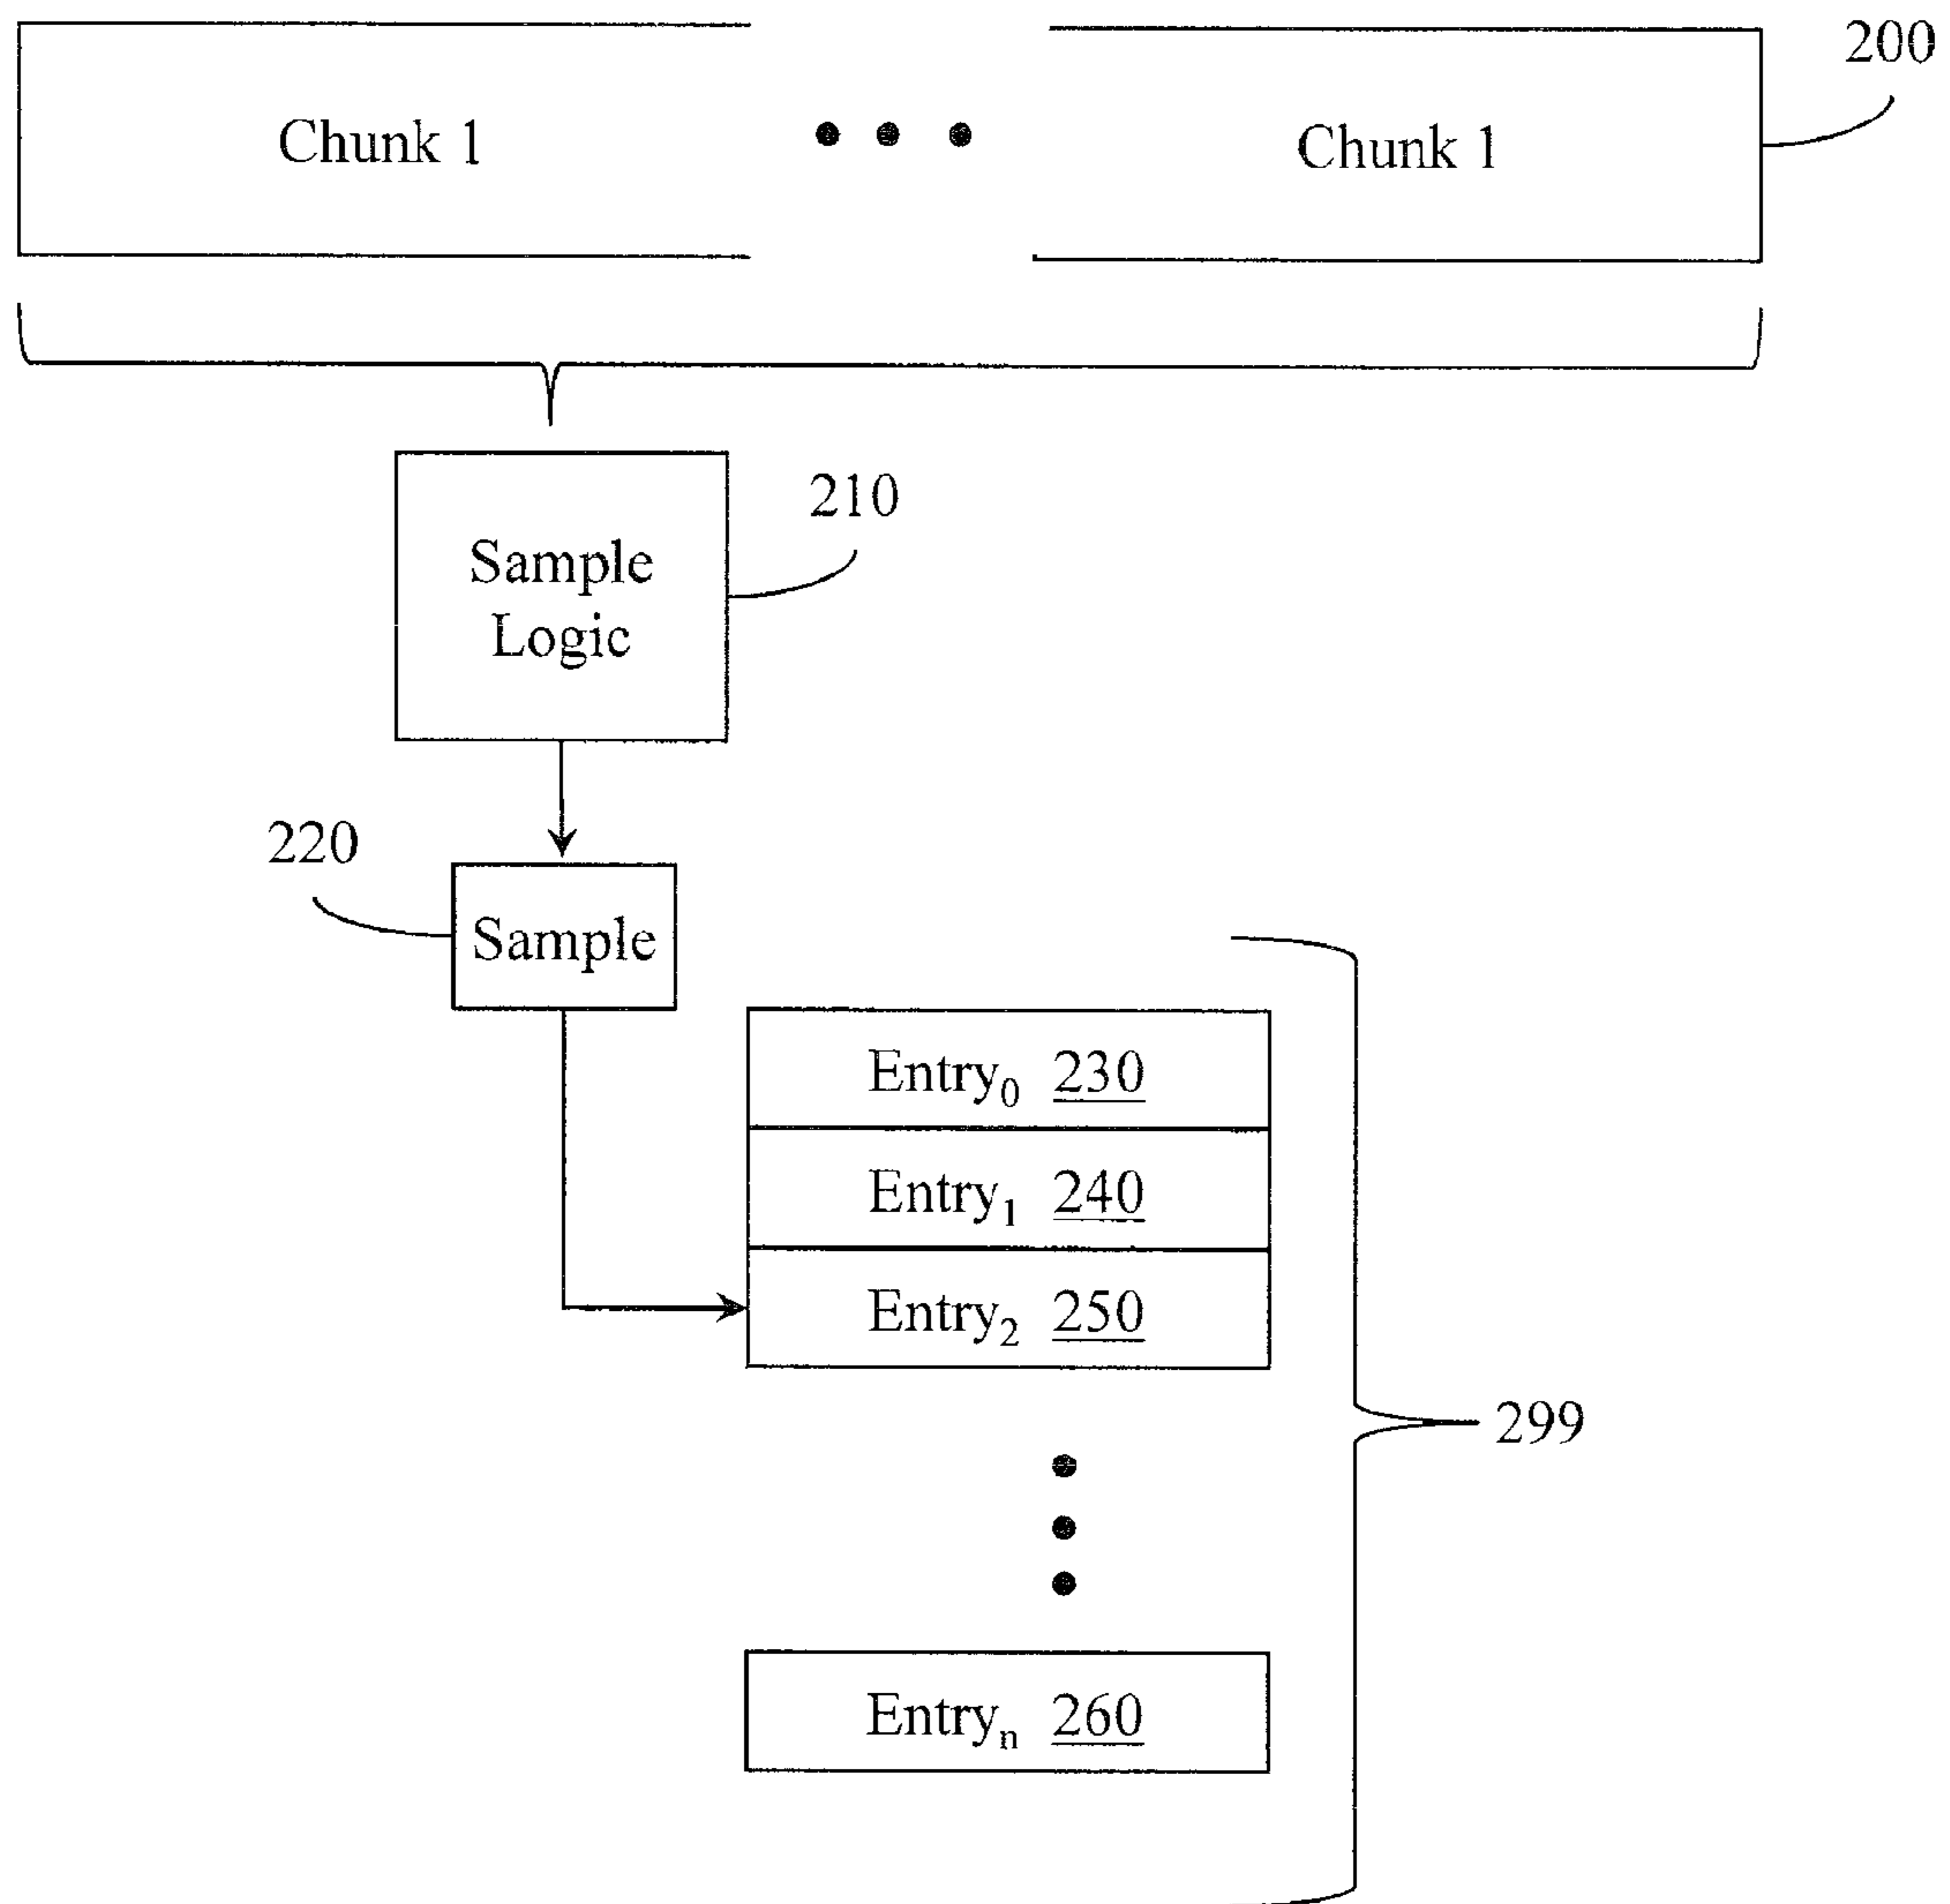 200
Chunk 1 • • • Chunk 1
210
Sample
Logic
220
Sample
Entry₀ 230
Entry₁ 240
Entry₂ 250
299
Entryₙ 260